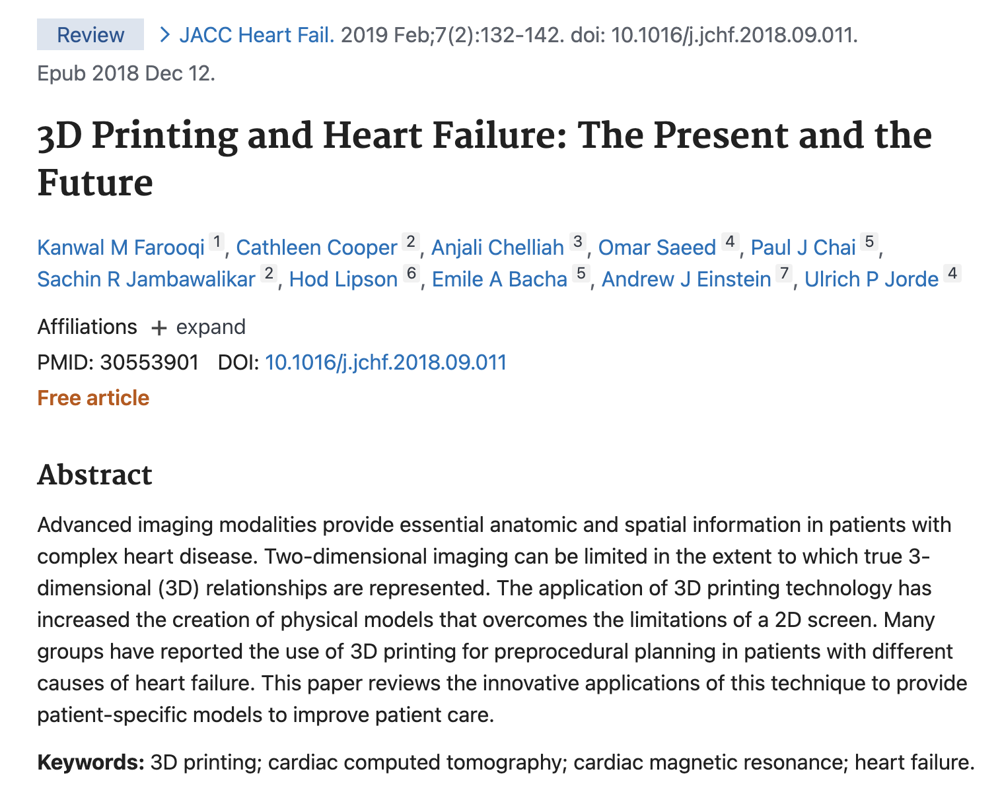 Review > JACC Heart Fail. 2019 Feb;7(2):132-142. doi: 10.1016/j.jchf.2018.09.011.
Epub 2018 Dec 12.
3D Printing and Heart Failure: The Present and the
Future
Kanwal M Farooqi 1, Cathleen Cooper 2, Anjali Chelliah 3, Omar Saeed 4, Paul J Chai 5,
Sachin R Jambawalikar 2, Hod Lipson 6, Emile A Bacha 5, Andrew J Einstein 7, Ulrich P Jorde 4
Affiliations + expand
PMID: 30553901 DOI: 10.1016/j.jchf.2018.09.011
Free article
Abstract
Advanced imaging modalities provide essential anatomic and spatial information in patients with
complex heart disease. Two-dimensional imaging can be limited in the extent to which true 3-
dimensional (3D) relationships are represented. The application of 3D printing technology has
increased the creation of physical models that overcomes the limitations of a 2D screen. Many
groups have reported the use of 3D printing for preprocedural planning in patients with different
causes of heart failure. This paper reviews the innovative applications of this technique to provide
patient-specific models to improve patient care.
Keywords: 3D printing; cardiac computed tomography; cardiac magnetic resonance; heart failure.